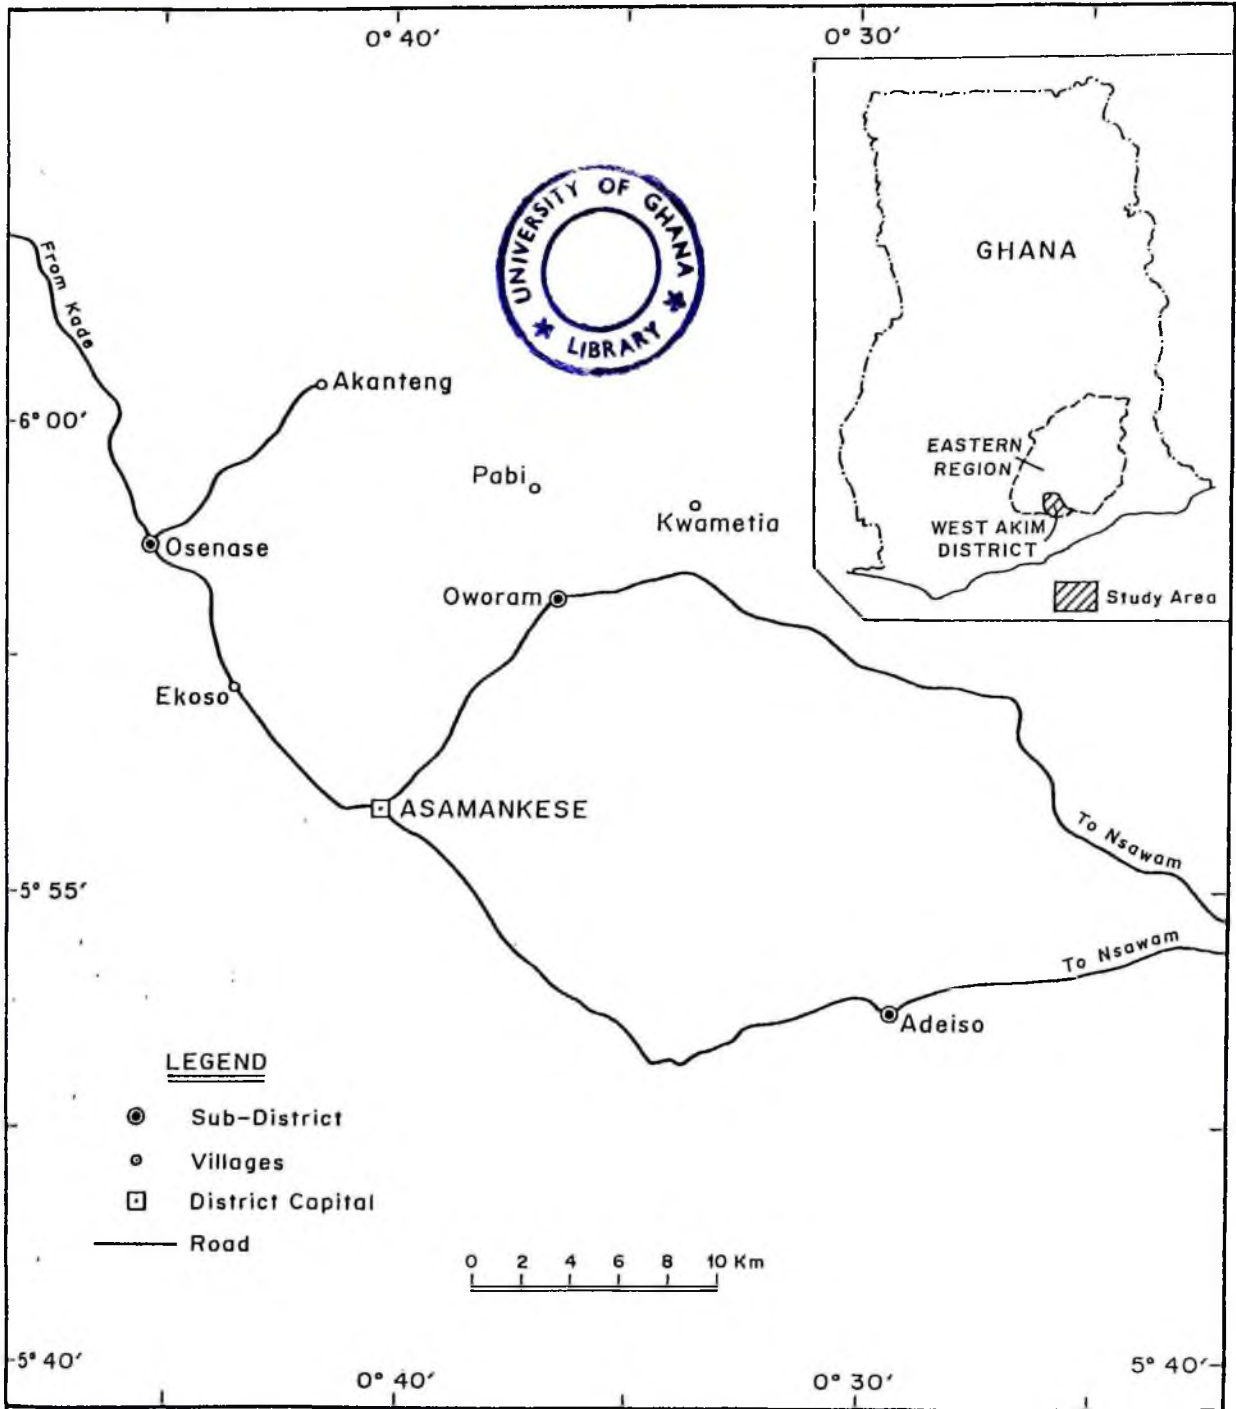 0° 40′
0° 30′
UNIVERSITY OF GHANA
LIBRARY
GHANA
EASTERN
REGION
WEST AKIM
DISTRICT
Study Area
From Kade
Akanteng
6° 00′
Pabi
Kwametia
Osenase
Oworam
Ekoso
ASAMANKESE
To Nsawam
5° 55′
To Nsawam
Adeiso
LEGEND
Sub-District
Villages
District Capital
Road
0 2 4 6 8 10 Km
5° 40′
5° 40′
0° 40′
0° 30′